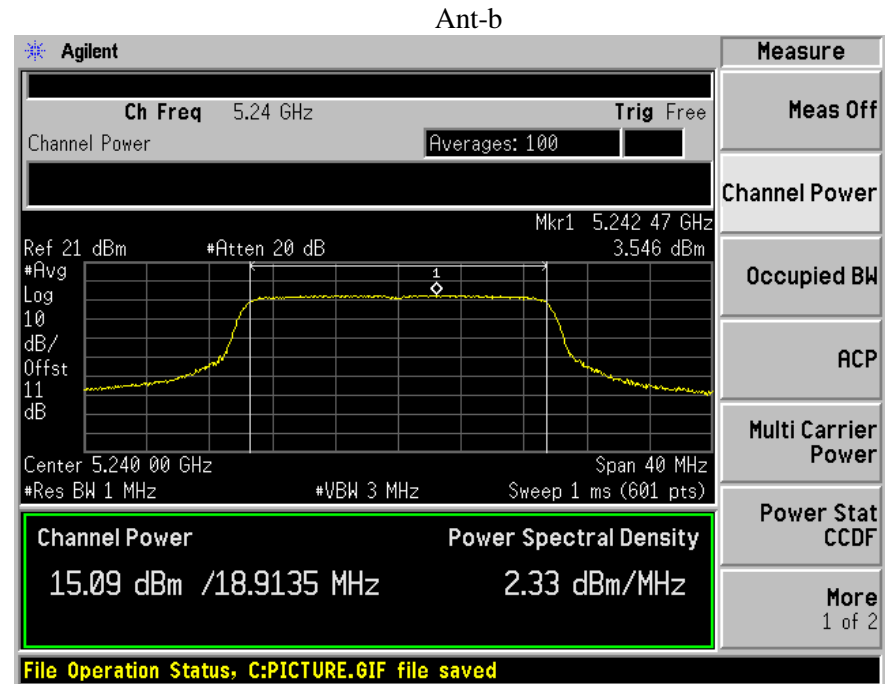 Ant-b
Agilent
Measure
Ch Freq 5.24 GHz Trig Free
Channel Power Averages: 100
Mkr1 5.242 47 GHz
Ref 21 dBm #Atten 20 dB 3.546 dBm
#Avg
Log
10
dB/
Offst
11
dB
1
Center 5.240 00 GHz Span 40 MHz
#Res BW 1 MHz #VBW 3 MHz Sweep 1 ms (601 pts)
Channel Power Power Spectral Density
15.09 dBm /18.9135 MHz 2.33 dBm/MHz
File Operation Status, C:PICTURE.GIF file saved
Meas Off
Channel Power
Occupied BW
ACP
Multi Carrier
Power
Power Stat
CCDF
More
1 of 2